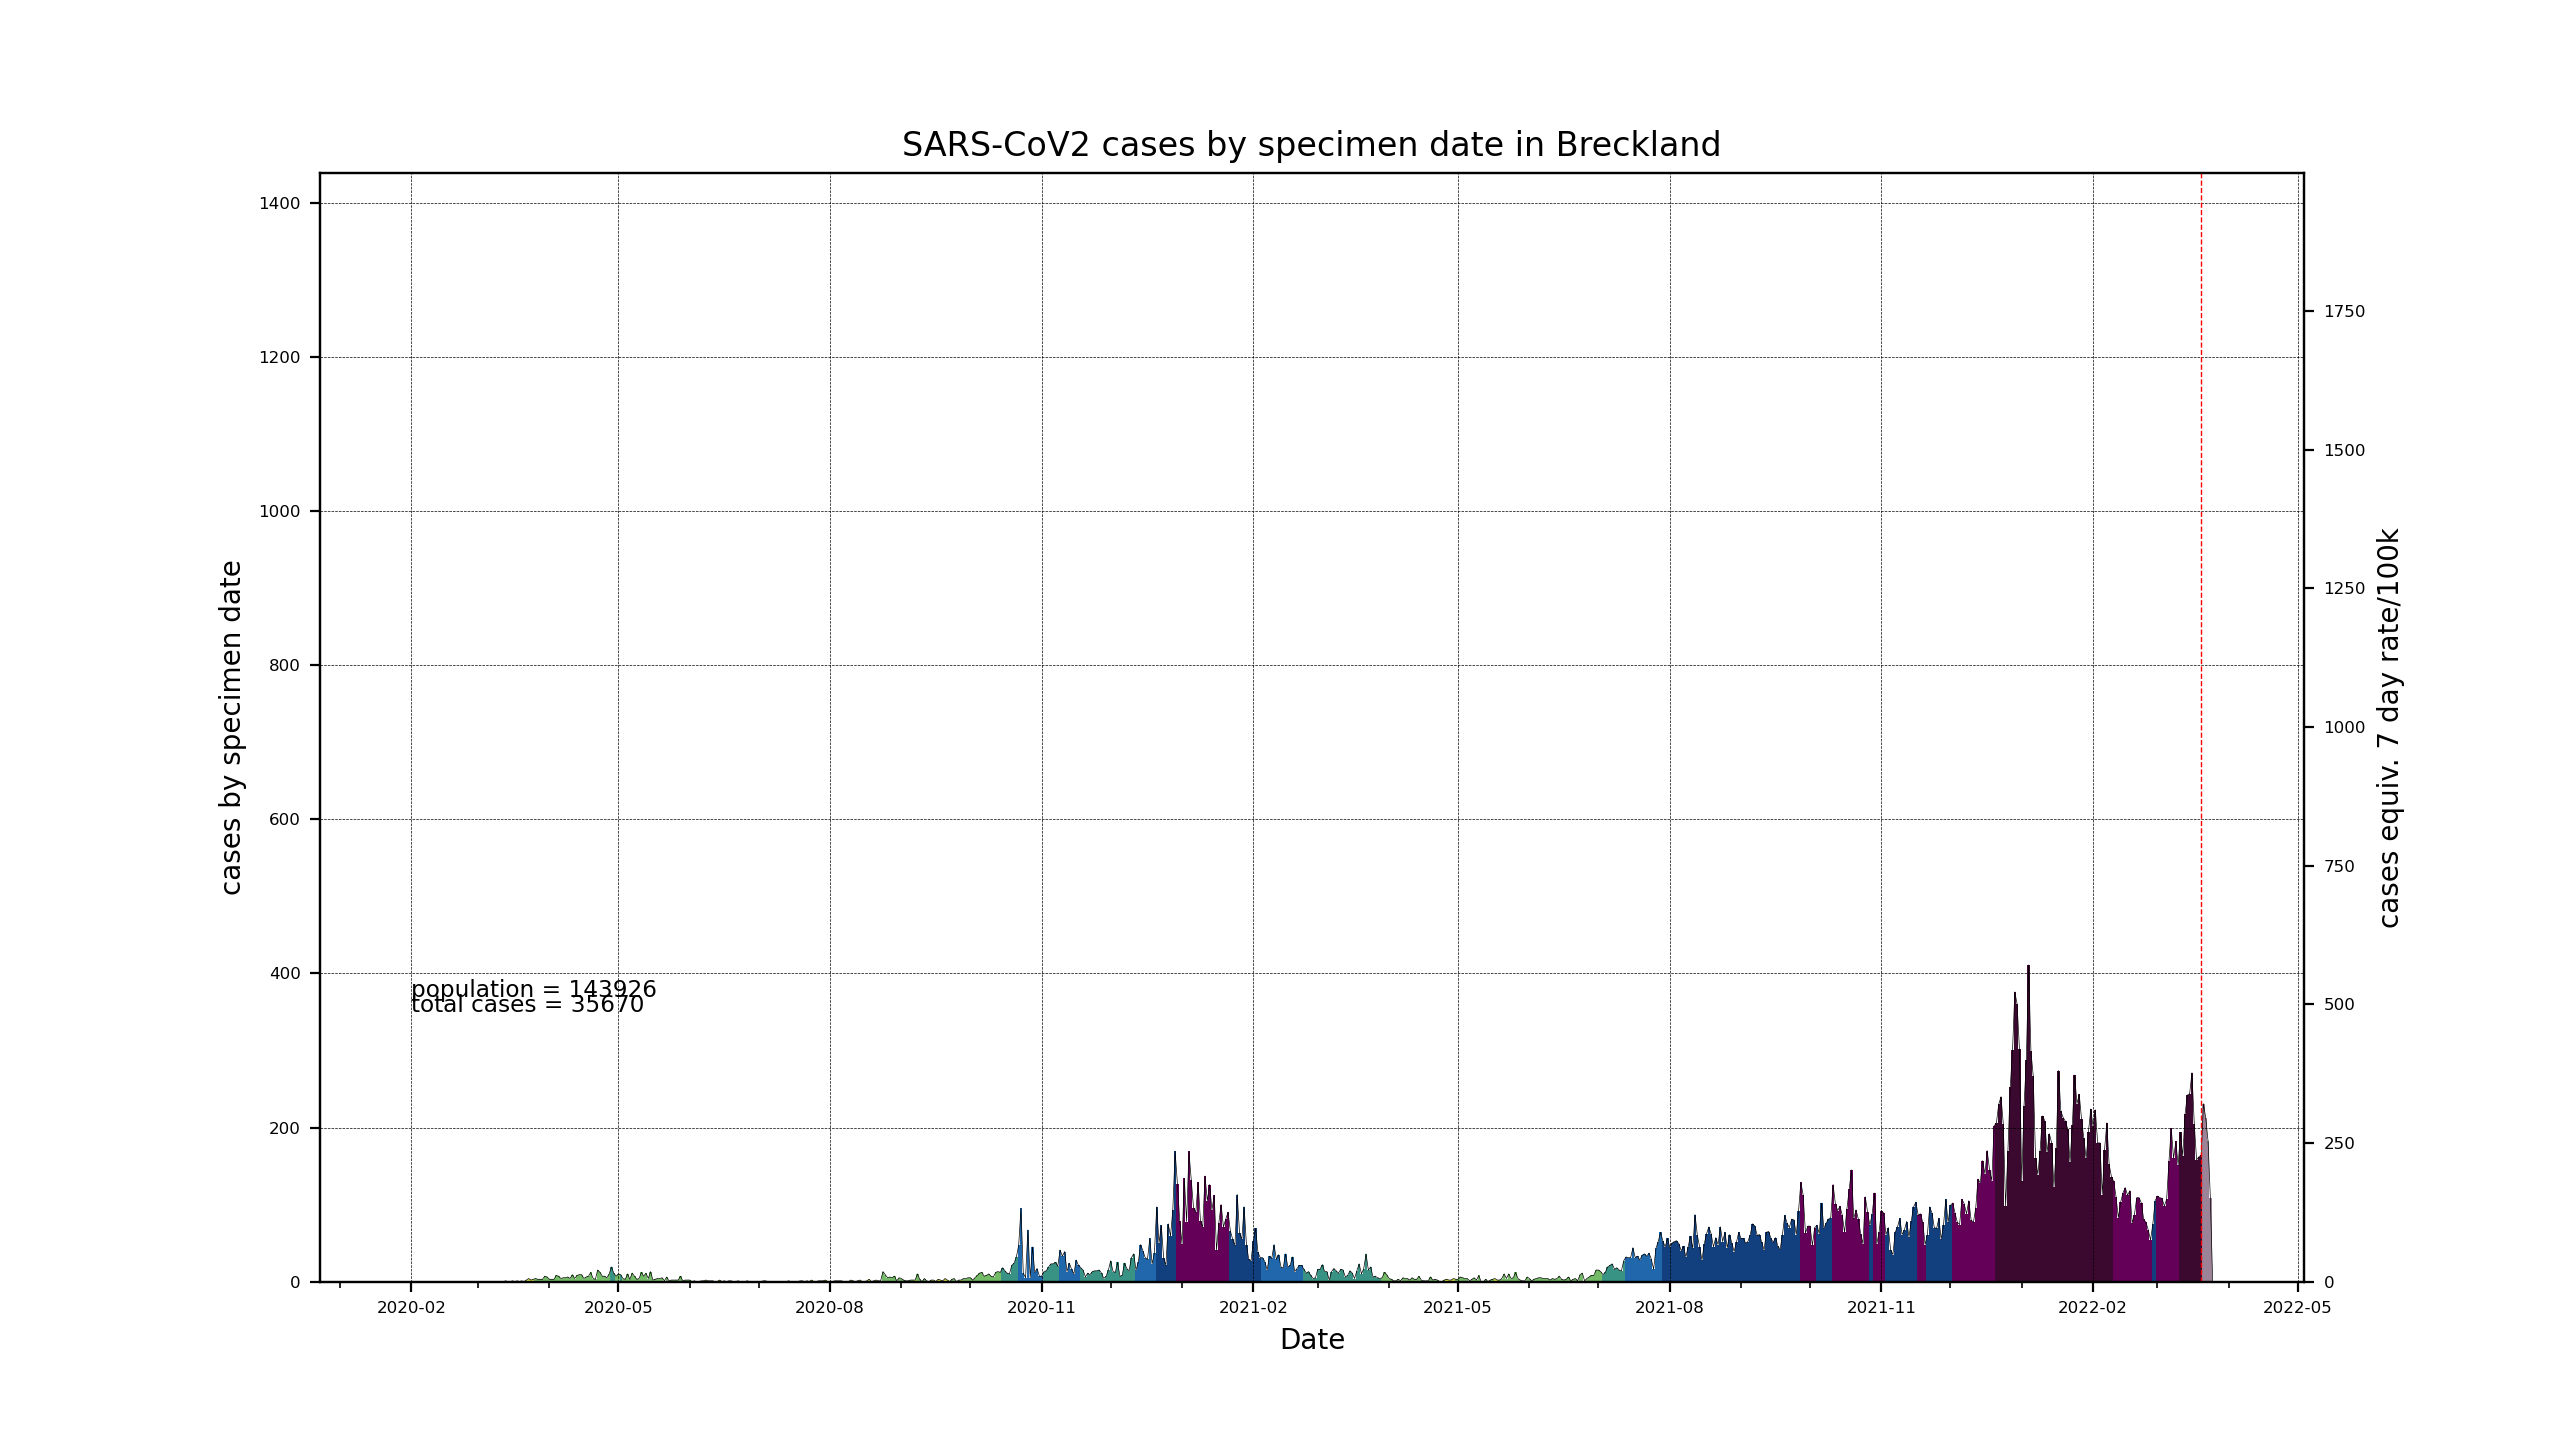 SARS-CoV2 cases by specimen date in Breckland
1400
1200
1000
800
600
400
200
0
cases by specimen date
population = 143926
total cases = 35670
1750
1500
1250
1000
750
500
250
0
cases equiv. 7 day rate/100k
2020-02 2020-05 2020-08 2020-11 2021-02 2021-05 2021-08 2021-11 2022-02 2022-05
Date